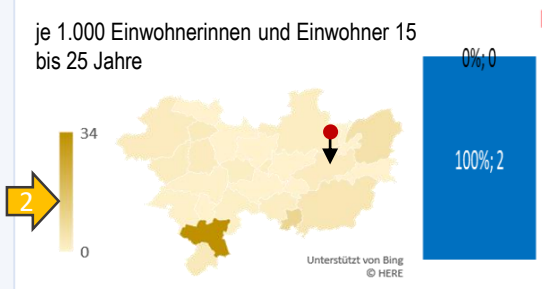 je 1.000 Einwohnerinnen und Einwohner 15
bis 25 Jahre
0%; 0
34
100%; 2
2
0
Unterstützt von Bing
© HERE